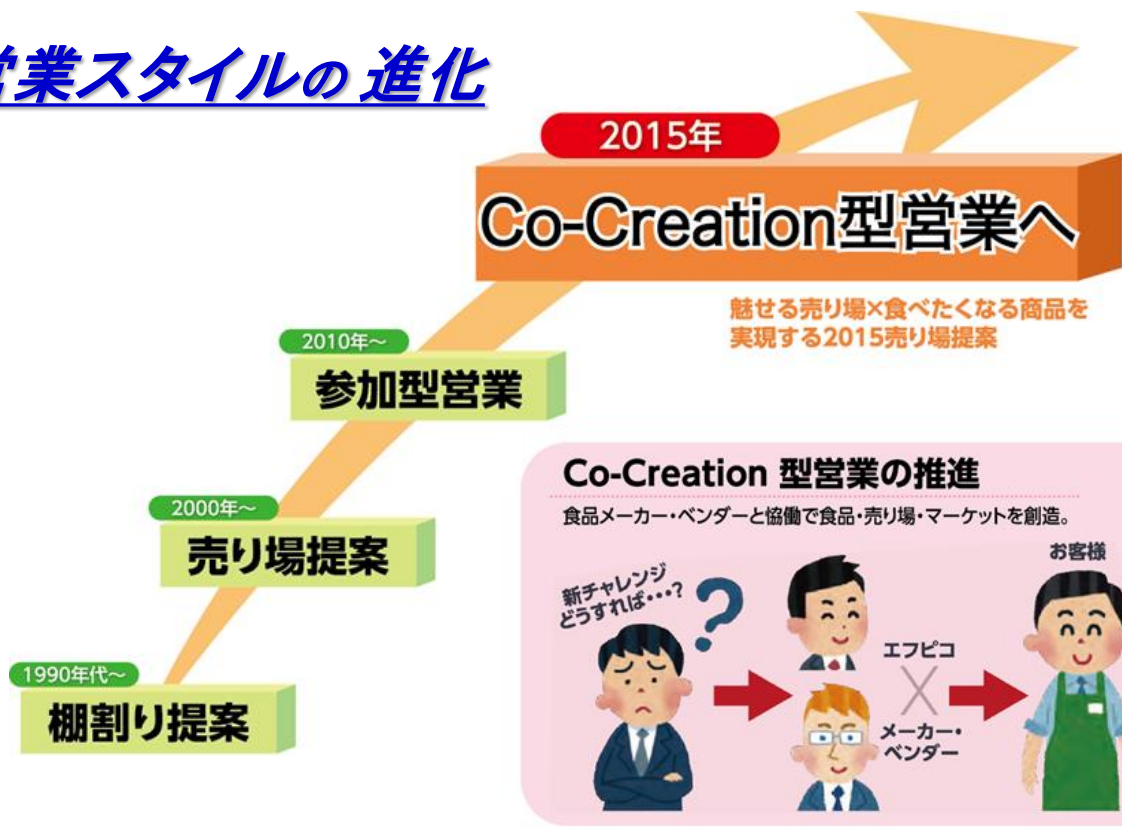 営業スタイルの 進化
2015年
Co-Creation型営業へ
魅せる売り場×食べたくなる商品を
実現する2015売り場提案
2010年～
参加型営業
2000年～
売り場提案
1990年代～
棚割り提案
Co-Creation 型営業の推進
食品メーカー・ベンダーと恊働で食品・売り場・マーケットを創造。
新チャレンジ
どうすれば・・・?
?
エフピコ
×
メーカー・
ベンダー
お客様